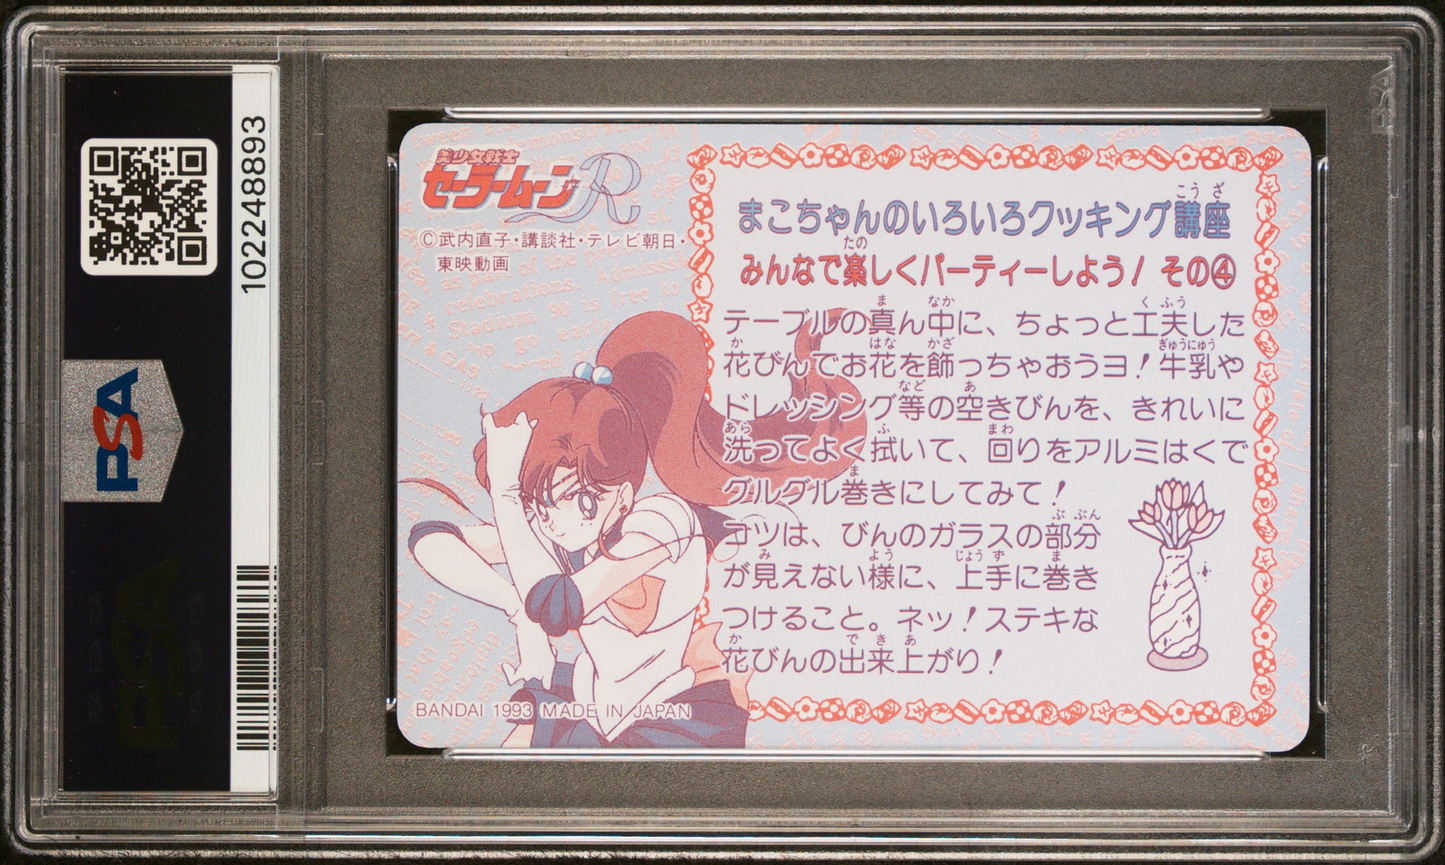 102248893
PSA
美少女戦士
セーラームーンR
©武内直子・講談社・テレビ朝日・
東映動画
まこちゃんのいろいろクッキング講座
みんなで楽しくパーティーしよう! その④
テーブルの真ん中に、ちょっと工夫した
花びんでお花を飾っちゃおうヨ!牛乳や
ドレッシング等の空きびんを、きれいに
洗ってよく拭いて、回りをアルミはくで
グルグル巻きにしてみて!
コツは、びんのガラスの部分
が見えない様に、上手に巻き
つけること。ネッ!ステキな
花びんの出来上がり!
BANDAI 1993 MADE IN JAPAN